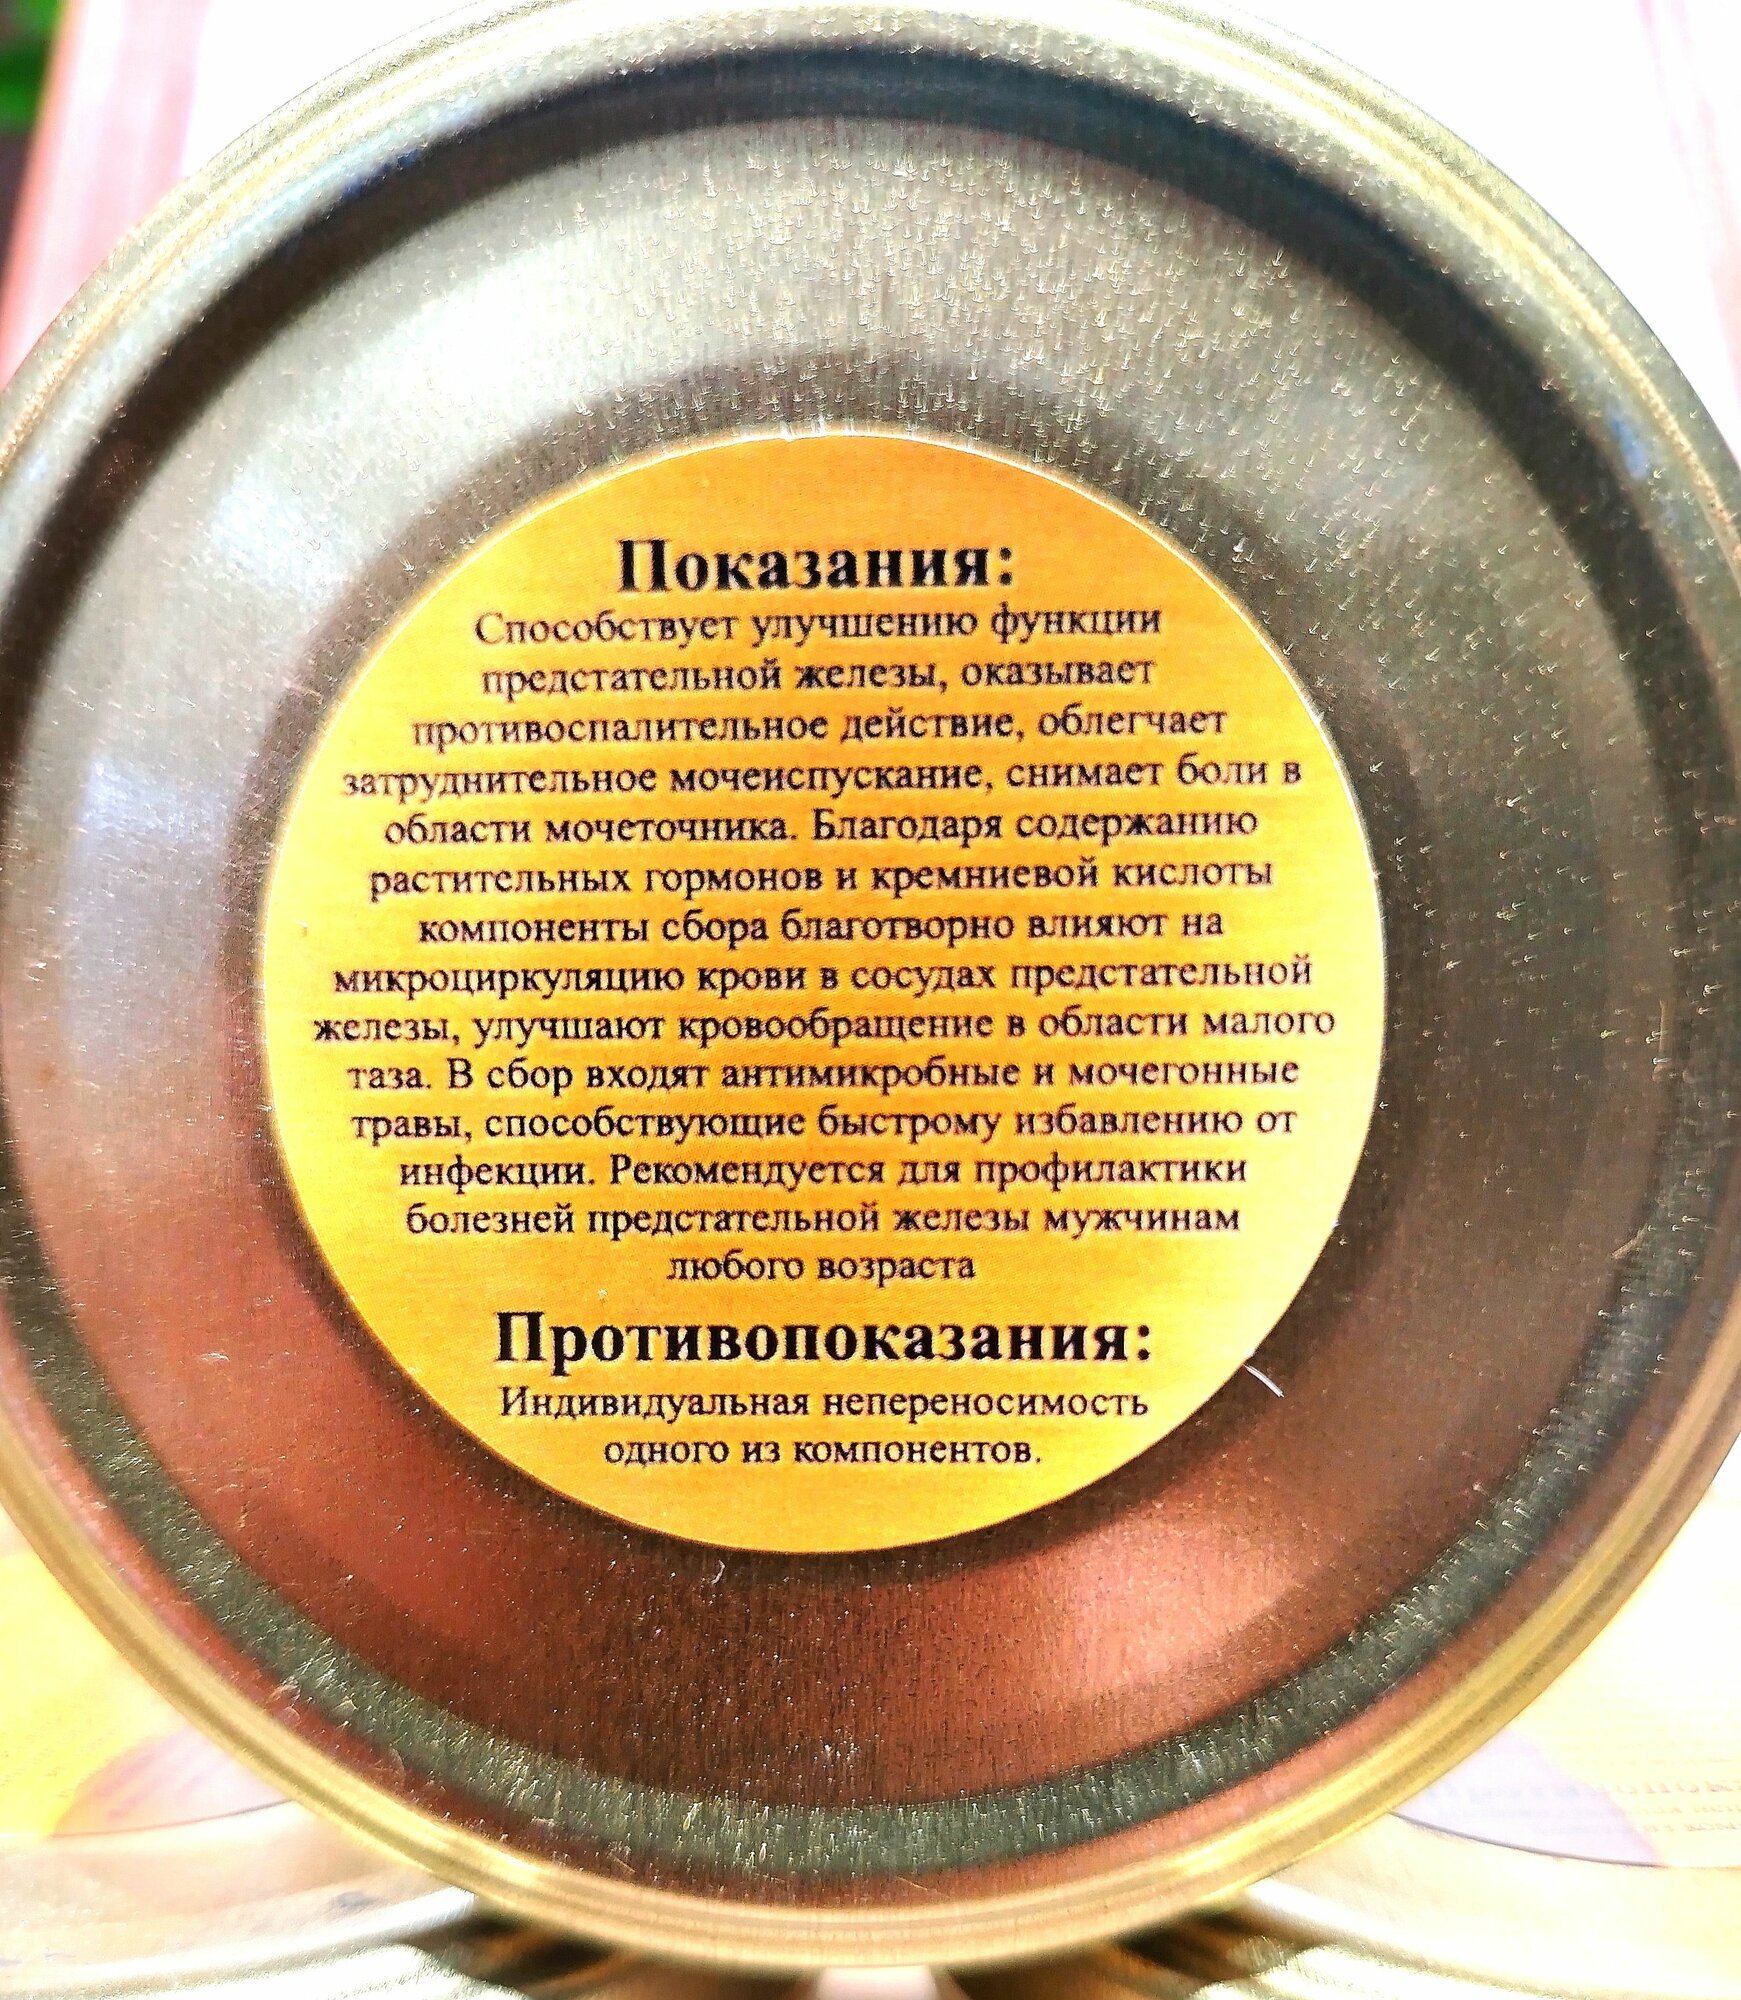 Показания:
Способствует улучшению функции
предстательной железы, оказывает
противоспалительное действие, облегчает
затруднительное мочеиспускание, снимает боли в
области мочеточника. Благодаря содержанию
растительных гормонов и кремниевой кислоты
компоненты сбора благотворно влияют на
микроциркуляцию крови в сосудах предстательной
железы, улучшают кровообращение в области малого
таза. В сбор входят антимикробные и мочегонные
травы, способствующие быстрому избавлению от
инфекции. Рекомендуется для профилактики
болезней предстательной железы мужчинам
любого возраста
Противопоказания:
Индивидуальная непереносимость
одного из компонентов.